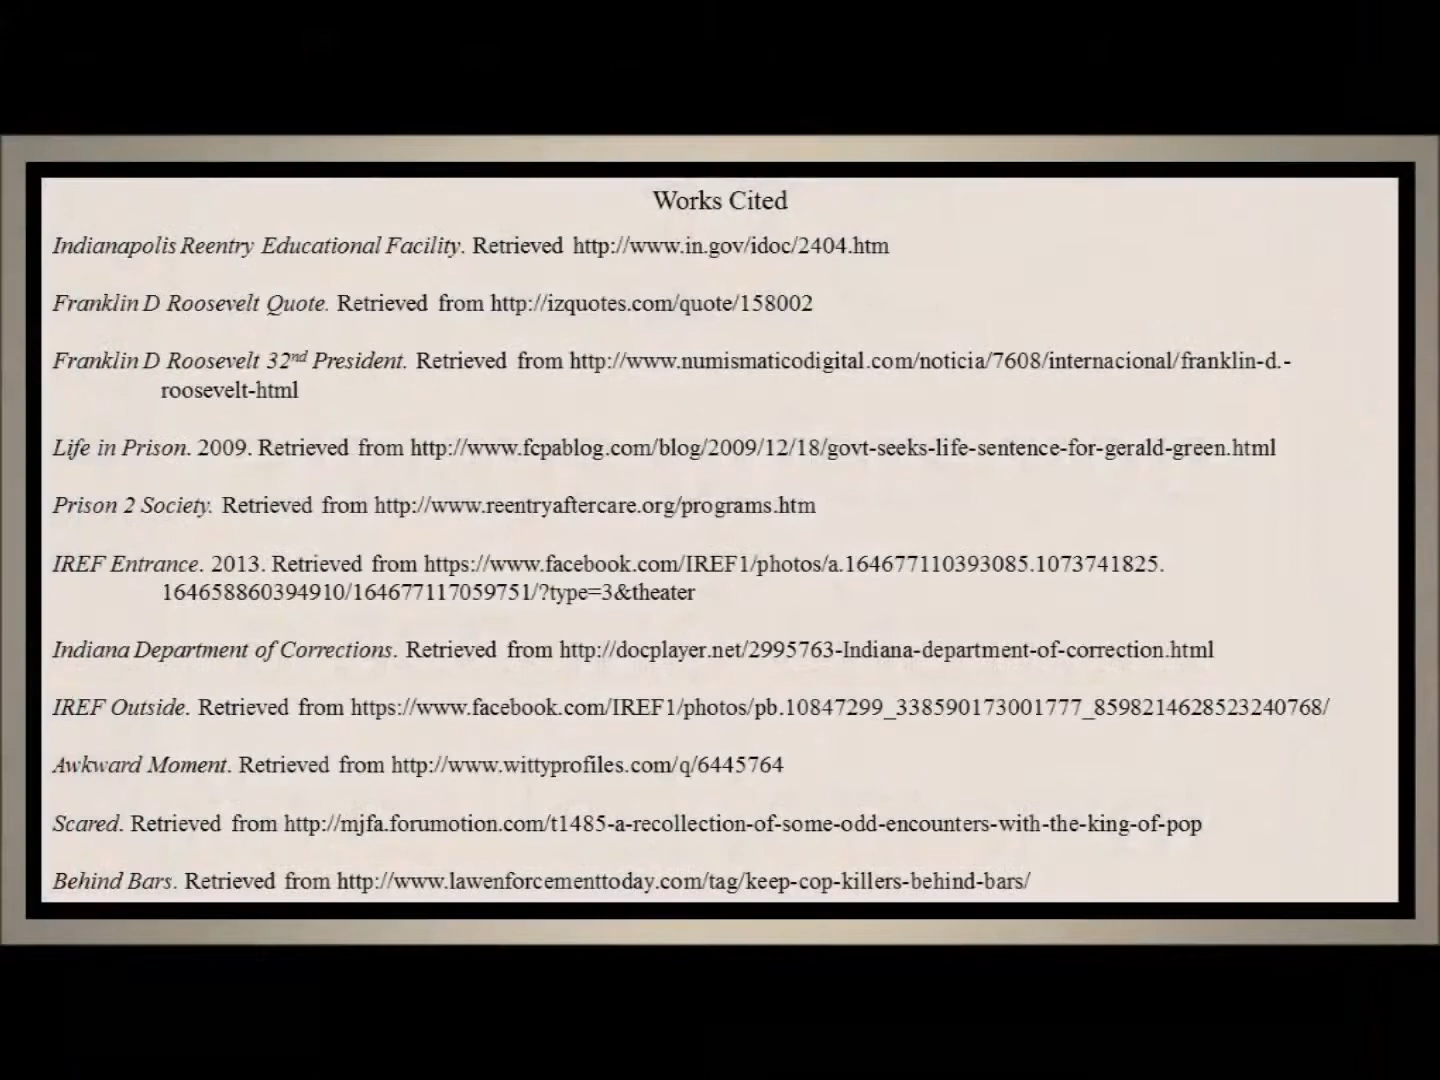 Works Cited
Indianapolis Reentry Educational Facility. Retrieved http://www.in.gov/idoc/2404.htm
Franklin D Roosevelt Quote. Retrieved from http://izquotes.com/quote/158002
Franklin D Roosevelt 32nd President. Retrieved from http://www.numismaticodigital.com/noticia/7608/internacional/franklin-d.-
roosevelt-html
Life in Prison. 2009. Retrieved from http://www.fcpablog.com/blog/2009/12/18/govt-seeks-life-sentence-for-gerald-green.html
Prison 2 Society. Retrieved from http://www.reentryaftercare.org/programs.htm
IREF Entrance. 2013. Retrieved from https://www.facebook.com/IREF1/photos/a.164677110393085.1073741825.
164658860394910/164677117059751/?type=3&theater
Indiana Department of Corrections. Retrieved from http://docplayer.net/2995763-Indiana-department-of-correction.html
IREF Outside. Retrieved from https://www.facebook.com/IREF1/photos/pb.10847299_338590173001777_8598214628523240768/
Awkward Moment. Retrieved from http://www.wittyprofiles.com/q/6445764
Scared. Retrieved from http://mjfa.forumotion.com/t1485-a-recollection-of-some-odd-encounters-with-the-king-of-pop
Behind Bars. Retrieved from http://www.lawenforcementtoday.com/tag/keep-cop-killers-behind-bars/